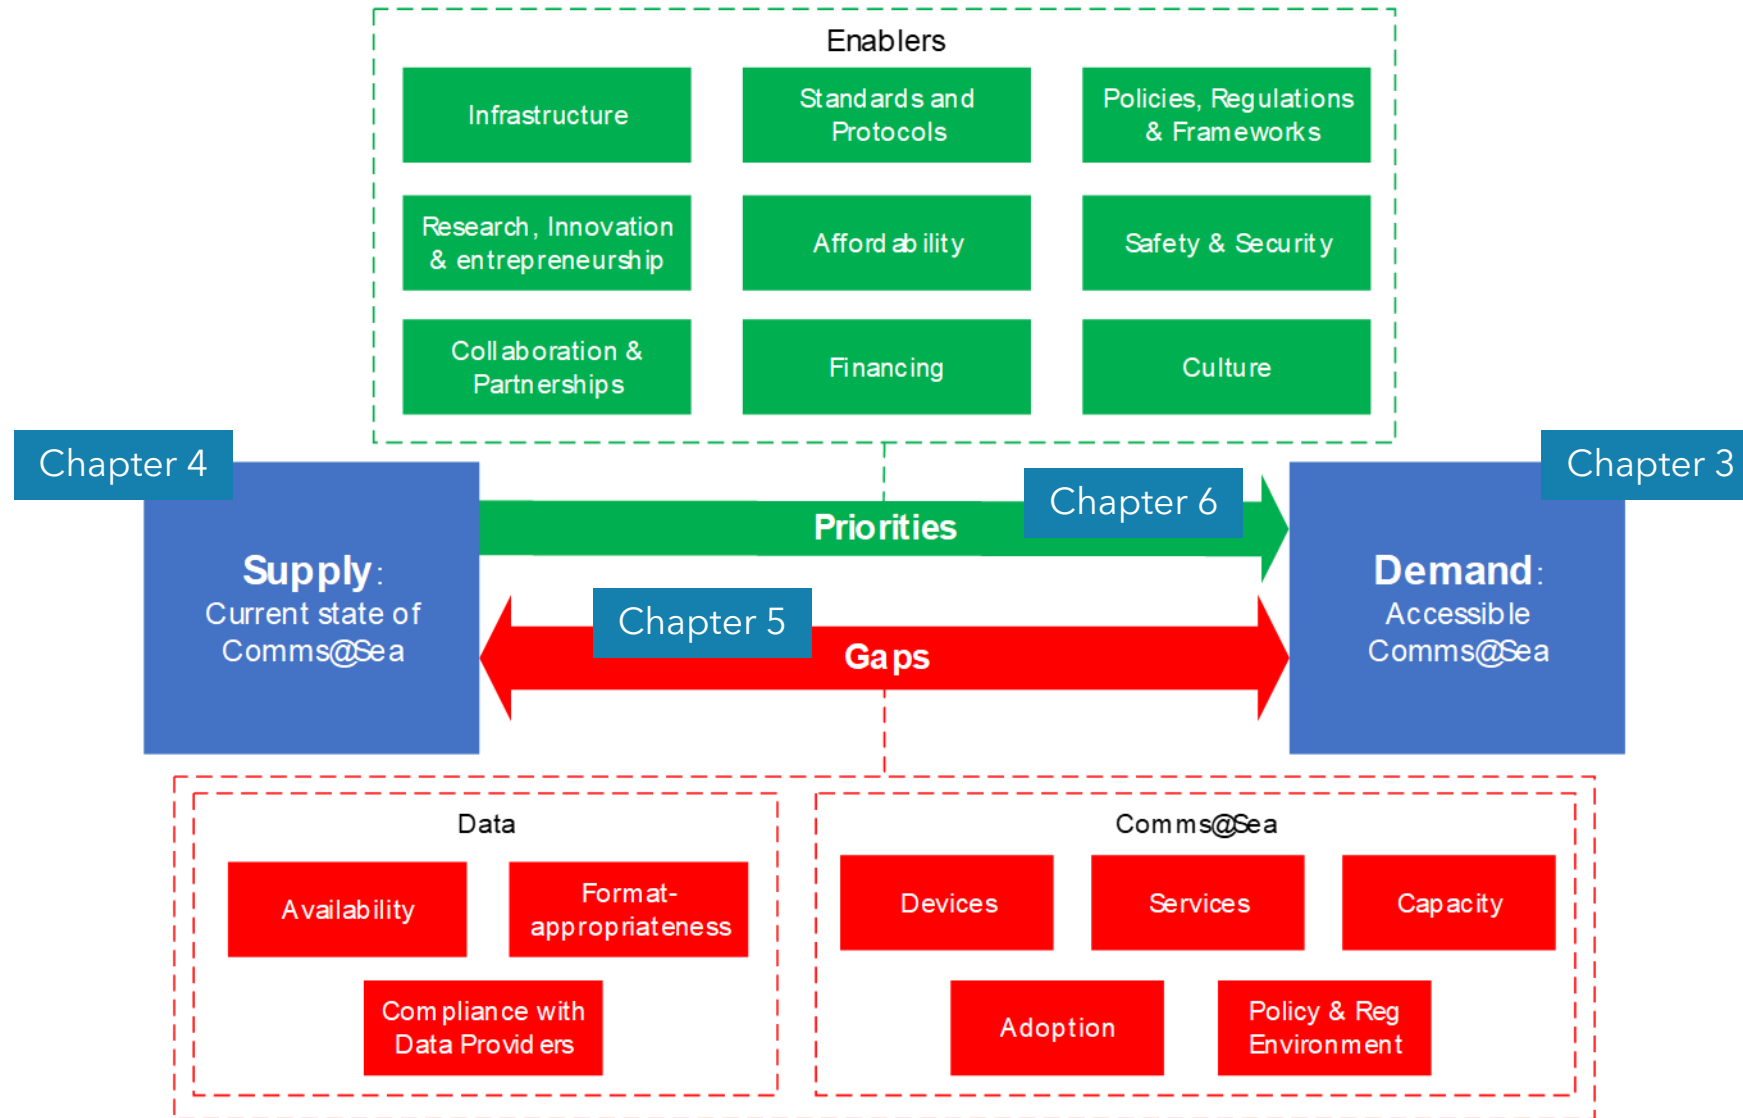 Enablers
Infrastructure
Standards and
Protocols
Policies, Regulations
& Frameworks
Research, Innovation
& entrepreneurship
Affordability
Safety & Security
Collaboration &
Partnerships
Financing
Culture
Chapter 4
Chapter 3
Chapter 6
Priorities
Supply:
Current state of
Comms@Sea
Demand:
Accessible
Comms@Sea
Chapter 5
Gaps
Data
Availability
Format-
appropriateness
Compliance with
Data Providers
Comms@Sea
Devices
Services
Capacity
Adoption
Policy & Reg
Environment